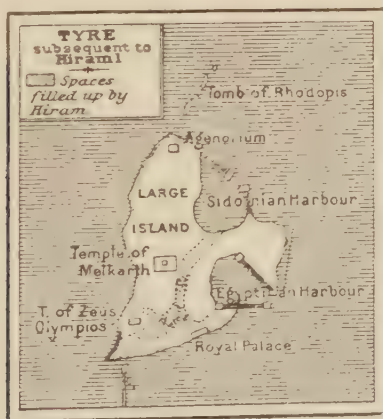 TYRE
subsequent to
Hiram I
Spaces
filled up by
Hiram
Tomb of Rhodopis
Agenorium
LARGE
ISLAND
Sidonian Harbour
Temple of
Melkarth
Egyptian Harbour
T. of Zeus
Olympios
Royal Palace